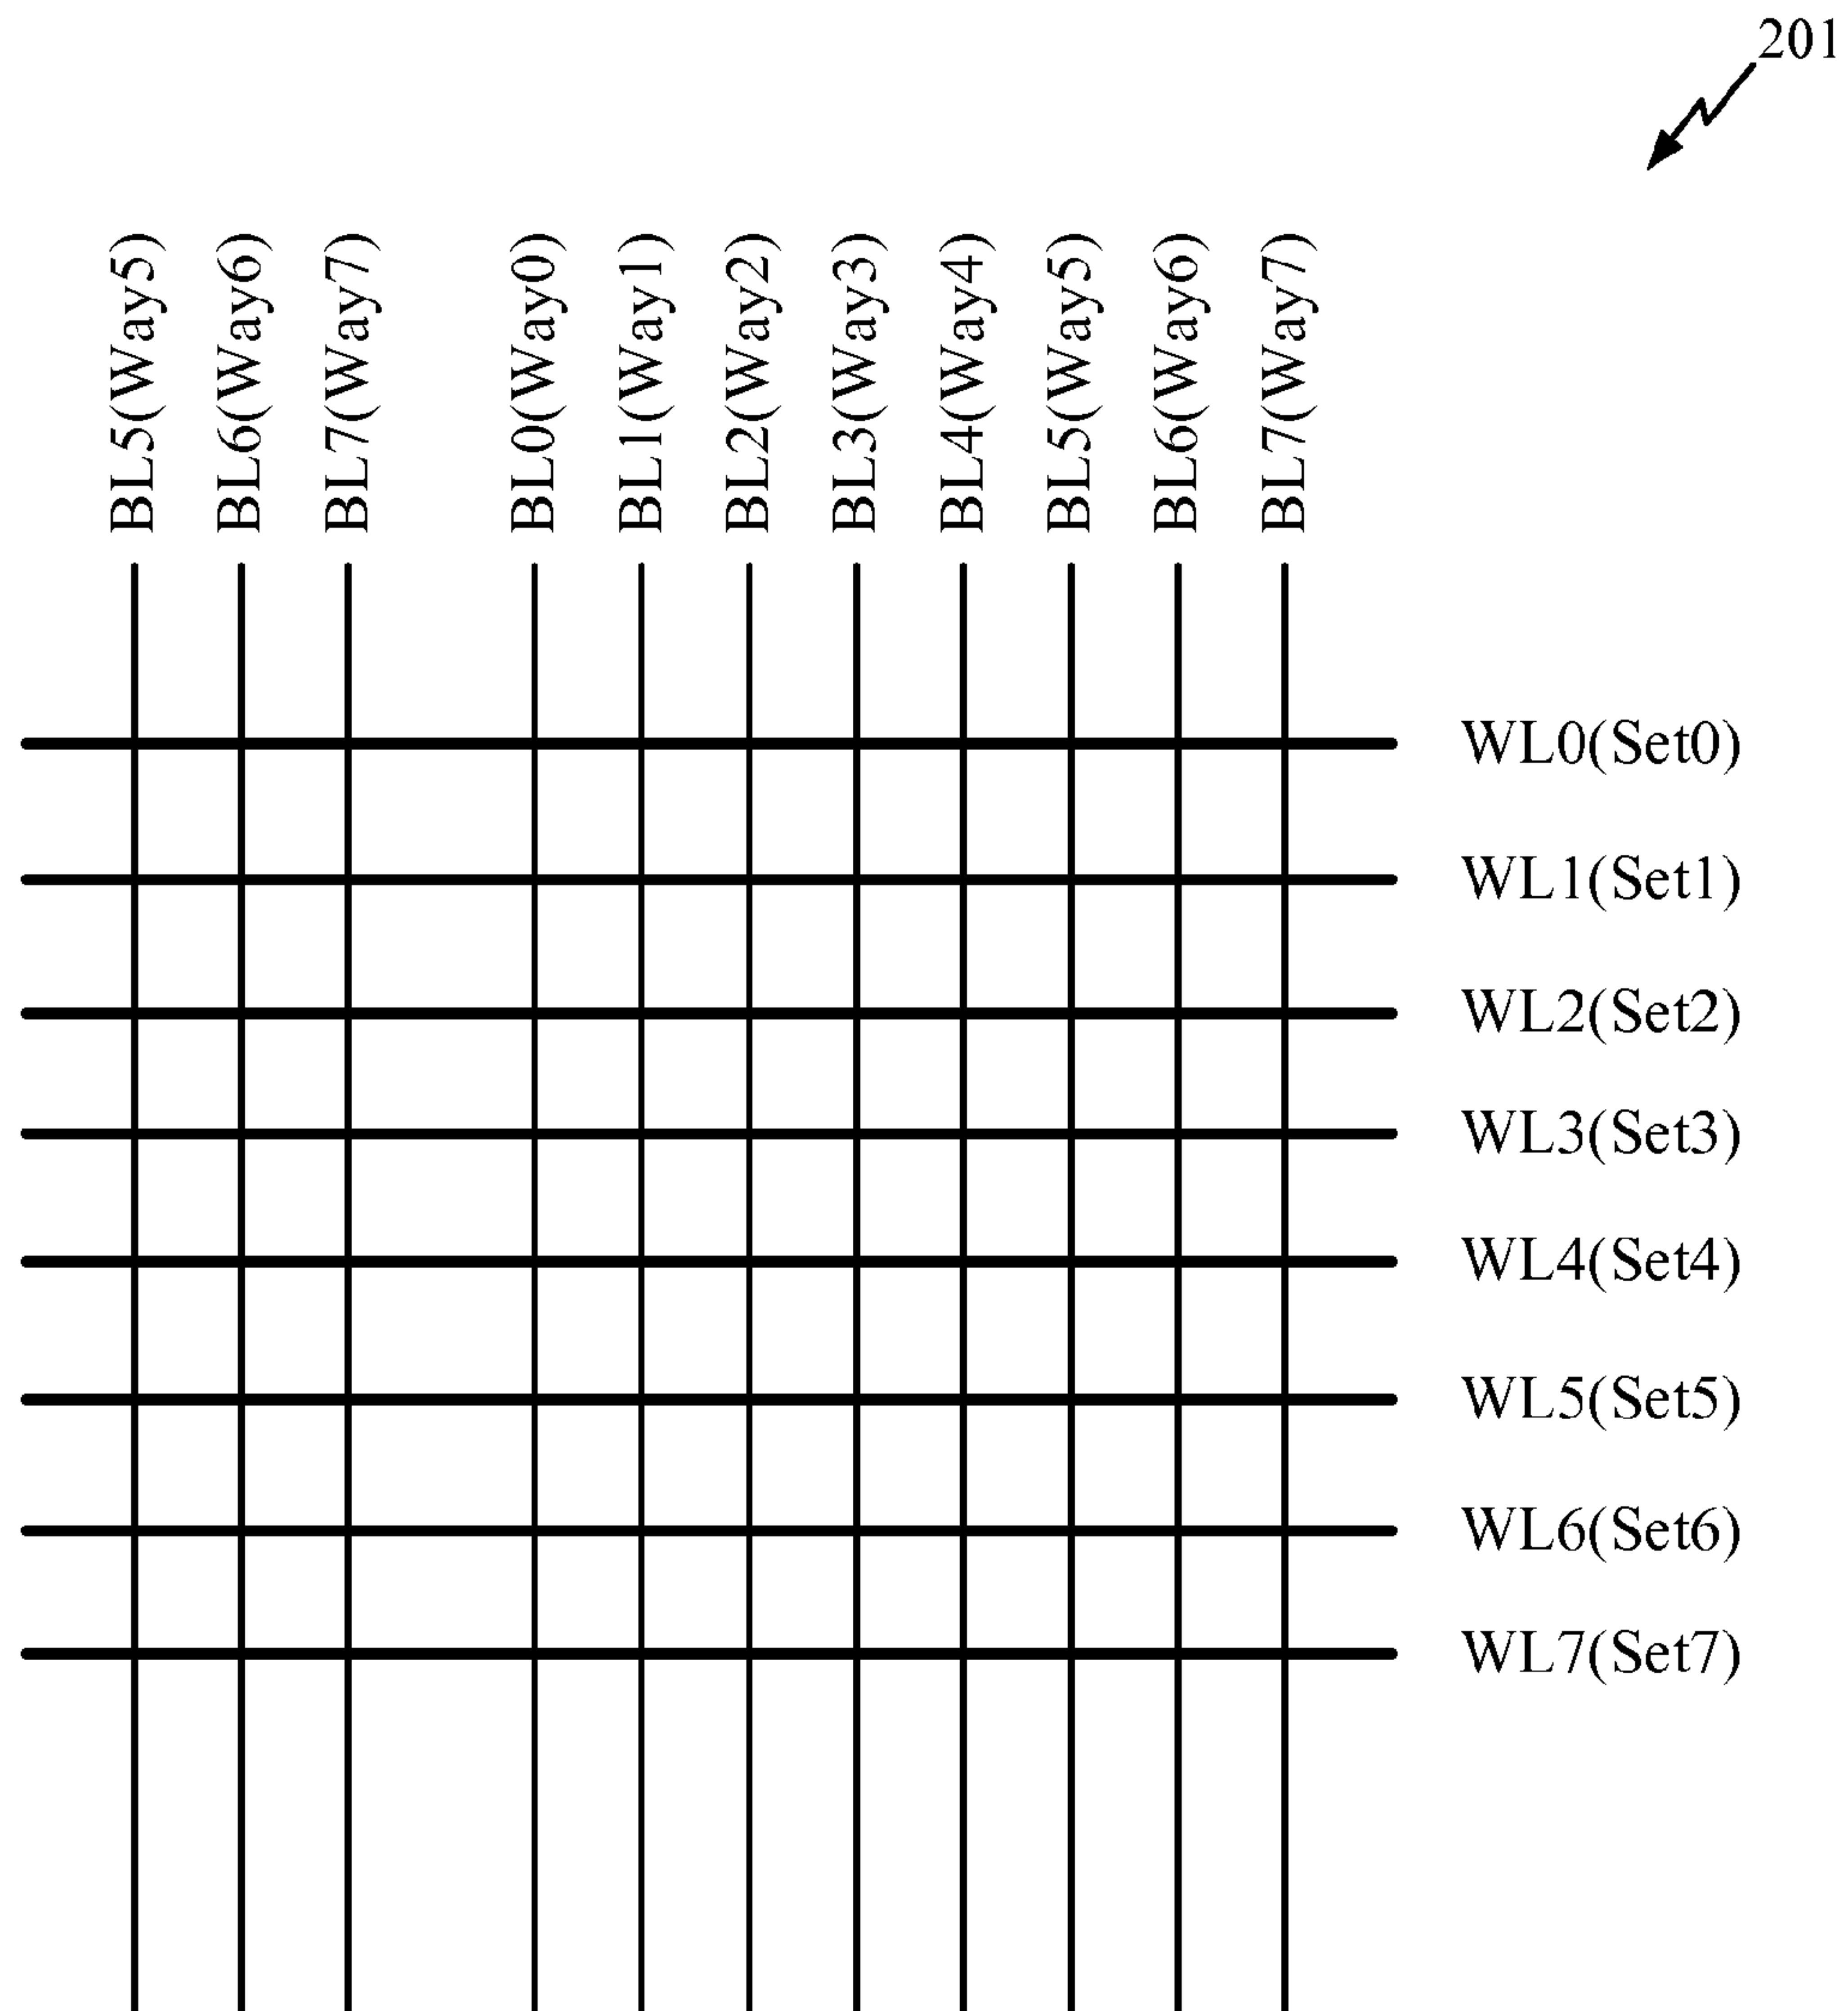 201
BL5(Way5)
BL6(Way6)
BL7(Way7)
BL0(Way0)
BL1(Way1)
BL2(Way2)
BL3(Way3)
BL4(Way4)
BL5(Way5)
BL6(Way6)
BL7(Way7)
WL0(Set0)
WL1(Set1)
WL2(Set2)
WL3(Set3)
WL4(Set4)
WL5(Set5)
WL6(Set6)
WL7(Set7)